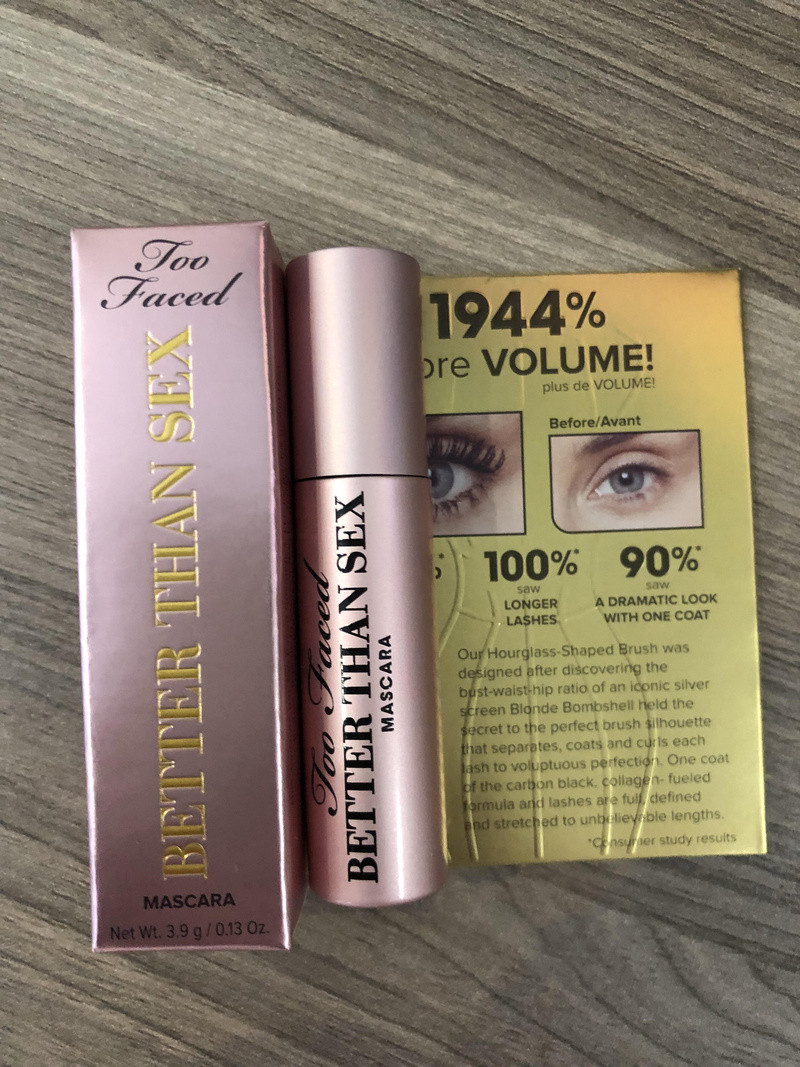 Too
Faced
BETTER THAN SEX
MASCARA
Net Wt. 3.9 g / 0.13 Oz.
Too Faced
BETTER THAN SEX
MASCARA
1944%
VOLUME!
plus de VOLUME!
Before/Avant
100%*
saw
LONGER
LASHES
90%*
saw
A DRAMATIC LOOK
WITH ONE COAT
Our Hourglass-Shaped Brush was
designed after discovering the
bust-waist-hip ratio of an iconic silver
screen Blonde Bombshell held the
secret to the perfect brush silhouette
that separates, coats and curls each
lash to voluptuous perfection. One coat
of the carbon black, collagen- fueled
formula and lashes are full, defined
and stretched to unbelievable lengths.
*Consumer study results